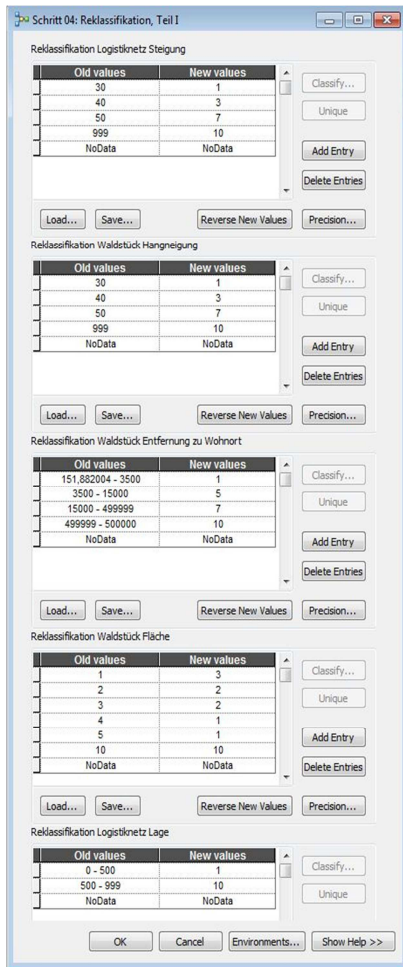 Schritt 04: Reklassifikation, Teil I
Reklassifikation Logistiknetz Steigung
Old values New values
30 1
40 3
50 7
999 10
NoData NoData
Classify...
Unique
Add Entry
Delete Entries
Load... Save... Reverse New Values Precision...
Reklassifikation Waldstück Hangneigung
Old values New values
30 1
40 3
50 7
999 10
NoData NoData
Classify...
Unique
Add Entry
Delete Entries
Load... Save... Reverse New Values Precision...
Reklassifikation Waldstück Entfernung zu Wohnort
Old values New values
151,882004 - 3500 1
3500 - 15000 5
15000 - 499999 7
499999 - 500000 10
NoData NoData
Classify...
Unique
Add Entry
Delete Entries
Load... Save... Reverse New Values Precision...
Reklassifikation Waldstück Fläche
Old values New values
1 3
2 2
3 2
4 1
5 1
10 10
NoData NoData
Classify...
Unique
Add Entry
Delete Entries
Load... Save... Reverse New Values Precision...
Reklassifikation Logistiknetz Lage
Old values New values
0 - 500 1
500 - 999 10
NoData NoData
Classify...
Unique
OK Cancel Environments... Show Help >>